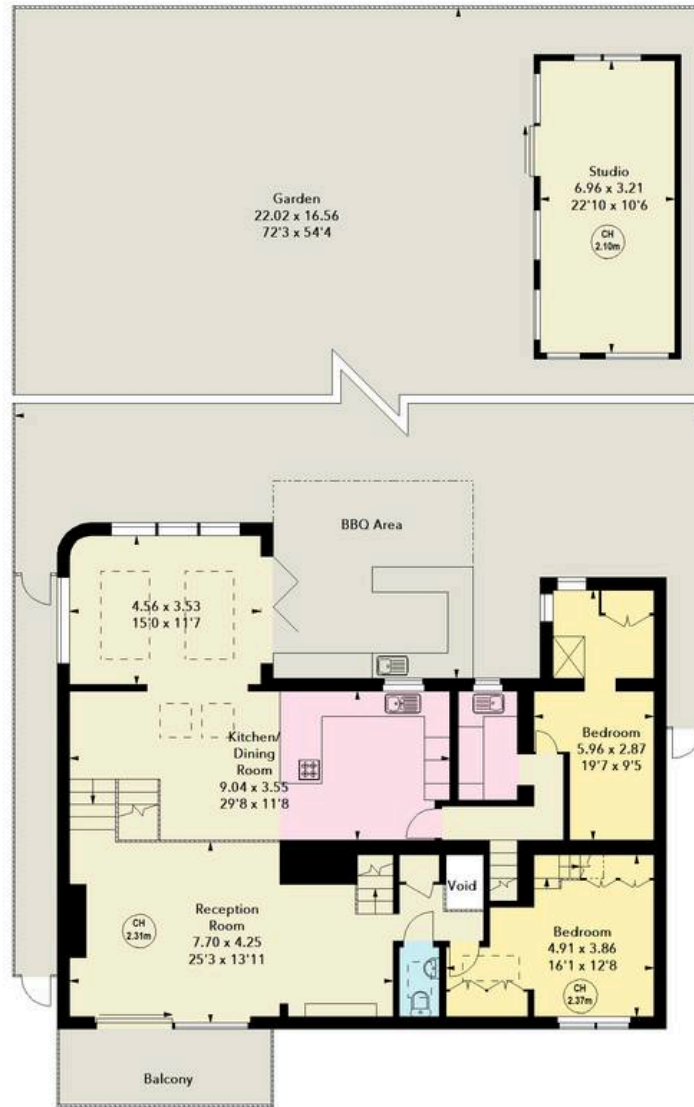 Garden
22.02 x 16.56
72'3 x 54'4
Studio
6.96 x 3.21
22'10 x 10'6
CH
2.10m
BBQ Area
4.56 x 3.53
15'0 x 11'7
Kitchen/
Dining
Room
9.04 x 3.55
29'8 x 11'8
Bedroom
5.96 x 2.87
19'7 x 9'5
Void
CH
2.31m
Reception
Room
7.70 x 4.25
25'3 x 13'11
Bedroom
4.91 x 3.86
16'1 x 12'8
CH
2.37m
Balcony